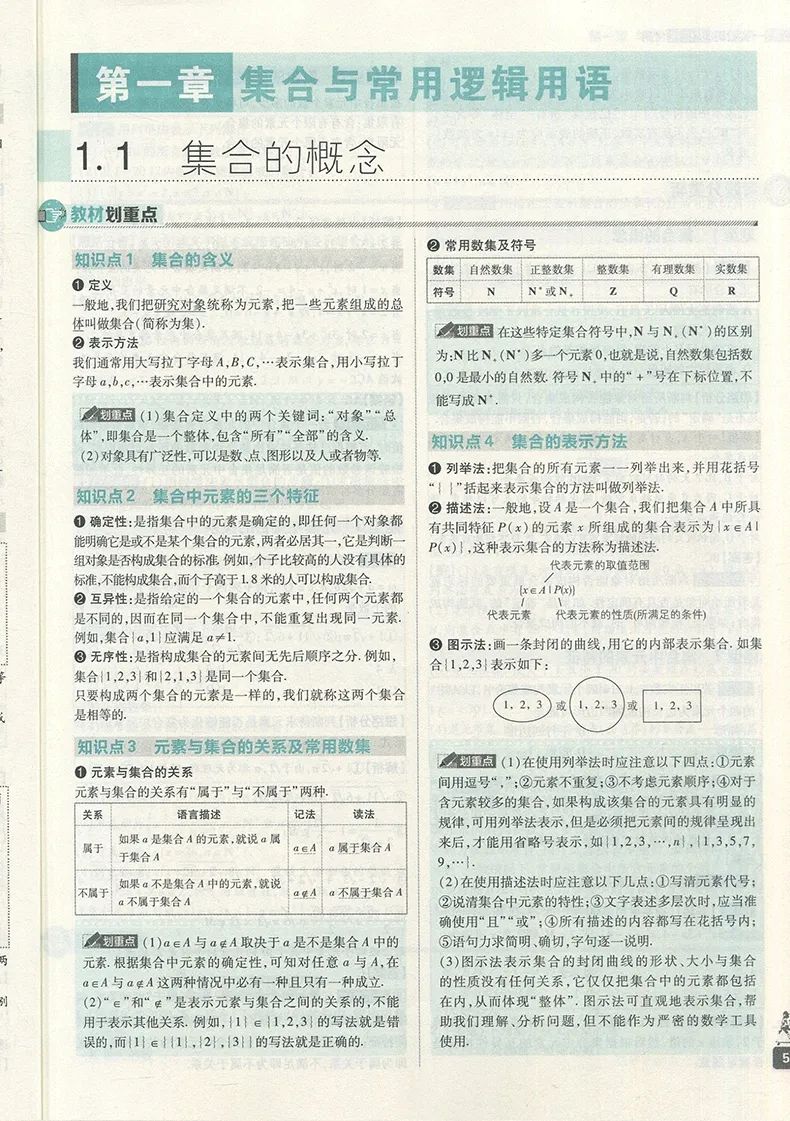 第一章 集合与常用逻辑用语
1.1 集合的概念
教材划重点
知识点1 集合的含义
❶ 定义
一般地,我们把研究对象统称为元素,把一些元素组成的总
体叫做集合(简称为集).
❷ 表示方法
我们通常用大写拉丁字母A,B,C,…表示集合,用小写拉丁
字母a,b,c,…表示集合中的元素.
划重点 (1)集合定义中的两个关键词:“对象”“总
体”,即集合是一个整体,包含“所有”“全部”的含义.
(2)对象具有广泛性,可以是数、点、图形以及人或者物等.
知识点2 集合中元素的三个特征
❶ 确定性:是指集合中的元素是确定的,即任何一个对象都
能明确它是或不是某个集合的元素,两者必居其一,它是判断一
组对象是否构成集合的标准. 例如,个子比较高的人没有具体的
标准,不能构成集合,而个子高于1.8米的人可以构成集合.
❷ 互异性:是指给定的一个集合的元素中,任何两个元素都
是不同的,因而在同一个集合中,不能重复出现同一元素.
例如,集合{a,1}应满足a≠1.
❸ 无序性:是指构成集合的元素间无先后顺序之分. 例如,
集合{1,2,3}和{2,1,3}是同一个集合.
只要构成两个集合的元素是一样的,我们就称这两个集合
是相等的.
知识点3 元素与集合的关系及常用数集
❶ 元素与集合的关系
元素与集合的关系有“属于”与“不属于”两种.
关系 语言描述 记法 读法
属于 如果a是集合A的元素,就说a属
于集合A a∈A a属于集合A
不属于 如果a不是集合A中的元素,就说
a不属于集合A a∉A a不属于集合A
划重点 (1)a∈A与a∉A取决于a是不是集合A中的
元素. 根据集合中元素的确定性,可知对任意a与A,在
a∈A与a∉A这两种情况中必有一种且只有一种成立.
(2)“∈”和“∉”是表示元素与集合之间的关系的,不能
用于表示其他关系. 例如,{1}∈{1,2,3}的写法就是错
误的,而{1}∈{{1},{2},{3}}的写法就是正确的.
❷ 常用数集及符号
数集 自然数集 正整数集 整数集 有理数集 实数集
符号 N N*或N₊ Z Q R
划重点 在这些特定集合符号中,N与N₊(N*)的区别
为:N比N₊(N*)多一个元素0,也就是说,自然数集包括数
0,0是最小的自然数. 符号N₊中的“+”号在下标位置,不
能写成N⁺.
知识点4 集合的表示方法
❶ 列举法:把集合的所有元素一一列举出来,并用花括号
“{ }”括起来表示集合的方法叫做列举法.
❷ 描述法:一般地,设A是一个集合,我们把集合A中所具
有共同特征P(x)的元素x所组成的集合表示为{x∈A|
P(x)},这种表示集合的方法称为描述法.
代表元素的取值范围
{x∈A|P(x)}
代表元素 代表元素的性质(所满足的条件)
❸ 图示法:画一条封闭的曲线,用它的内部表示集合. 如集
合{1,2,3}表示如下:
1, 2, 3 或 1, 2, 3 或 1, 2, 3
划重点 (1)在使用列举法时应注意以下四点:①元素
间用逗号“,”;②元素不重复;③不考虑元素顺序;④对于
含元素较多的集合,如果构成该集合的元素具有明显的
规律,可用列举法表示,但是必须把元素间的规律呈现出
来后,才能用省略号表示,如{1,2,3,…,n},{1,3,5,7,
9,…}.
(2)在使用描述法时应注意以下几点:①写清元素代号;
②说清集合中元素的特性;③文字表述多层次时,应当准
确使用“且”“或”;④所有描述的内容都写在花括号内;
⑤语句力求简明、确切,字句逐一说明.
(3)图示法表示集合的封闭曲线的形状、大小与集合
的性质没有任何关系,它仅仅把集合中的元素都包括
在内,从而体现“整体”. 图示法可直观地表示集合,帮
助我们理解、分析问题,但不能作为严密的数学工具
使用.
5